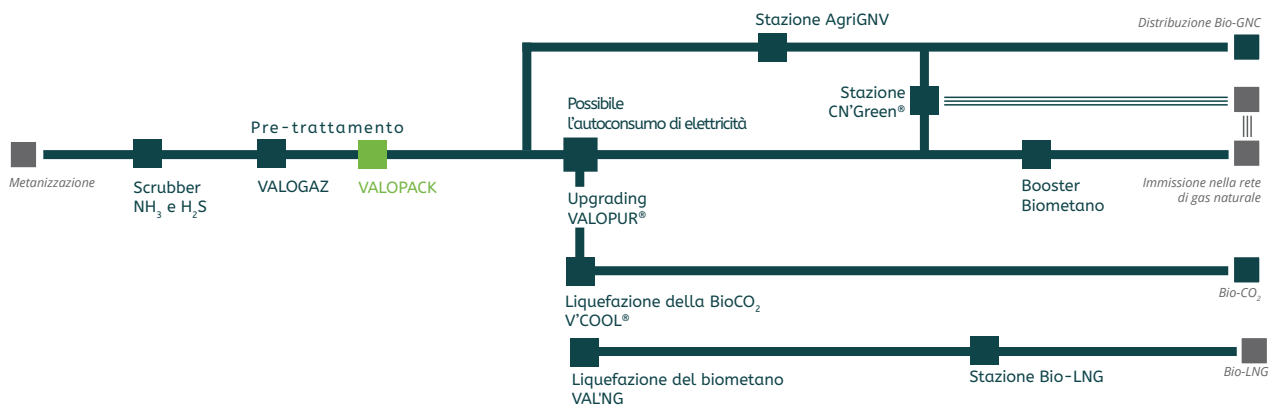 Stazione AgriGNV
Distribuzione Bio-GNC
Stazione
CN'Green®
Possibile
l'autoconsumo di elettricità
Pre-trattamento
Metanizzazione
Scrubber
NH₃ e H₂S
VALOGAZ
VALOPACK
Upgrading
VALOPUR®
Booster
Biometano
Immissione nella rete
di gas naturale
Liquefazione della BioCO₂
V'COOL®
Bio-CO₂
Liquefazione del biometano
VAL'NG
Stazione Bio-LNG
Bio-LNG